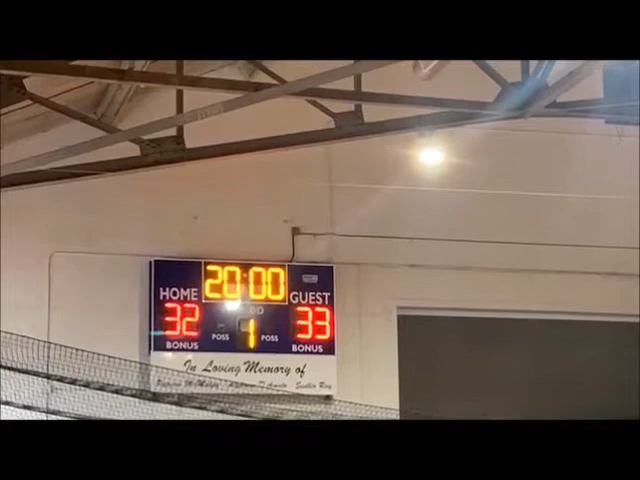 20:00
HOME GUEST
32 33
POSS 1 POSS
BONUS BONUS
In Loving Memory of